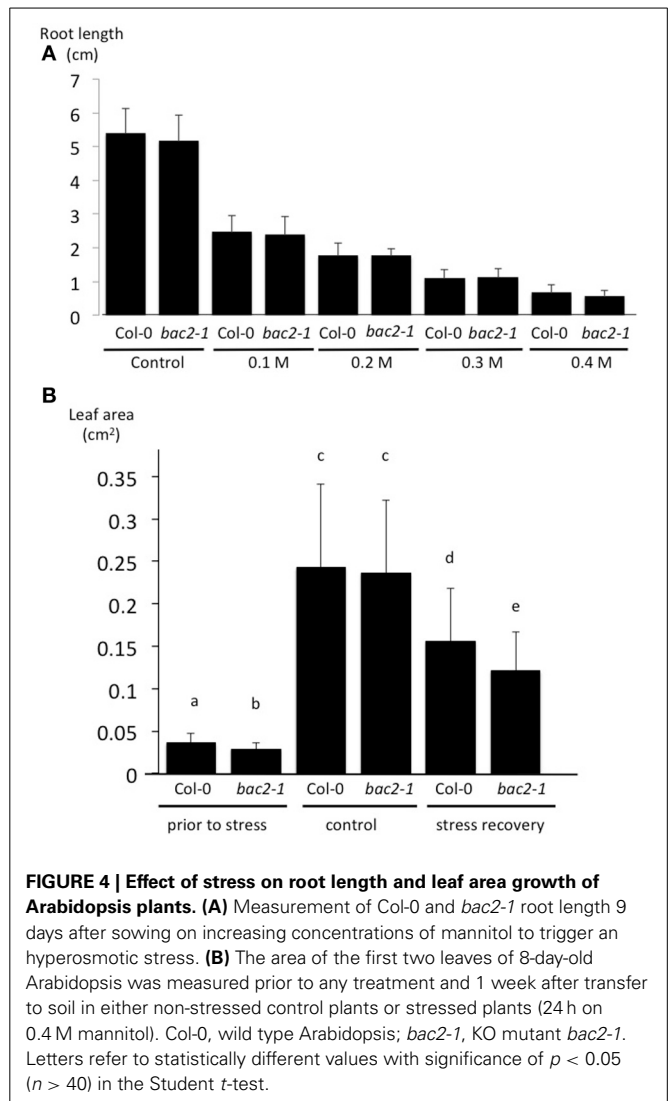 Root length
A (cm)
7
6
5
4
3
2
1
0
Col-0 bac2-1 Col-0 bac2-1 Col-0 bac2-1 Col-0 bac2-1 Col-0 bac2-1
Control 0.1 M 0.2 M 0.3 M 0.4 M
B
Leaf area
(cm²)
c c
0.35
0.3
d
0.25
e
0.2
0.15
0.1
a b
0.05
0
Col-0 bac2-1 Col-0 bac2-1 Col-0 bac2-1
prior to stress control stress recovery
FIGURE 4 | Effect of stress on root length and leaf area growth of
Arabidopsis plants. (A) Measurement of Col-0 and bac2-1 root length 9
days after sowing on increasing concentrations of mannitol to trigger an
hyperosmotic stress. (B) The area of the first two leaves of 8-day-old
Arabidopsis was measured prior to any treatment and 1 week after transfer
to soil in either non-stressed control plants or stressed plants (24 h on
0.4 M mannitol). Col-0, wild type Arabidopsis; bac2-1, KO mutant bac2-1.
Letters refer to statistically different values with significance of p < 0.05
(n > 40) in the Student t-test.